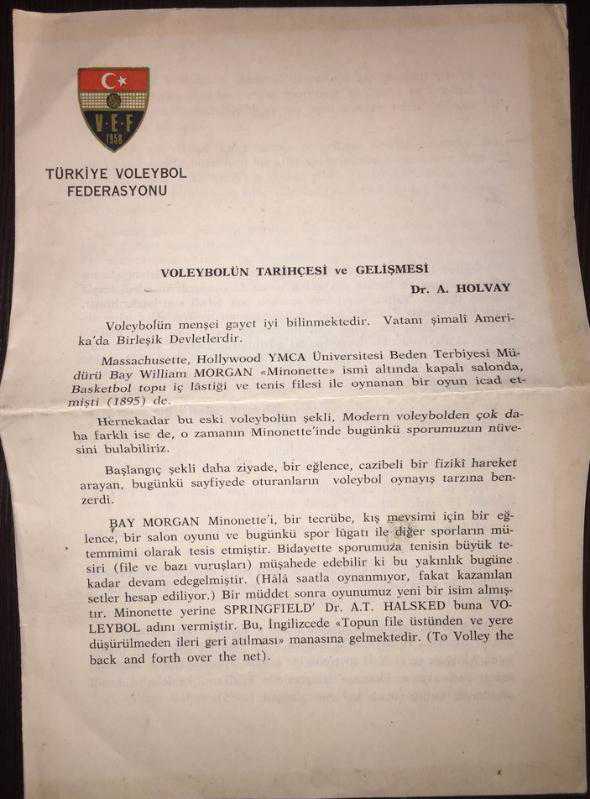 V·E·F
1958
TÜRKİYE VOLEYBOL
FEDERASYONU
VOLEYBOLÜN TARİHÇESİ ve GELİŞMESİ
Dr. A. HOLVAY
Voleybolün menşei gayet iyi bilinmektedir. Vatanı şimalî Ameri-
ka'da Birleşik Devletlerdir.
Massachusette, Hollywood YMCA Üniversitesi Beden Terbiyesi Mü-
dürü Bay William MORGAN «Minonette» ismi altında kapalı salonda,
Basketbol topu iç lâstiği ve tenis filesi ile oynanan bir oyun icad et-
mişti (1895) de.
Hernekadar bu eski voleybolün şekli, Modern voleybolden çok da-
ha farklı ise de, o zamanın Minonette'inde bugünkü sporumuzun nüve-
sini bulabiliriz.
Başlangıç şekli daha ziyade, bir eğlence, cazibeli bir fizikî hareket
arayan, bugünkü sayfiyede oturanların voleybol oynayış tarzına ben-
zerdi.
BAY MORGAN Minonette'i, bir tecrübe, kış mevsimi için bir eğ-
lence, bir salon oyunu ve bugünkü spor lûgatı ile diğer sporların mü-
temmimi olarak tesis etmiştir. Bidayette sporumuza tenisin büyük te-
siri (file ve bazı vuruşları) müşahede edebilir ki bu yakınlık bugüne
kadar devam edegelmiştir. (Hâlâ saatla oynanmıyor, fakat kazanılan
setler hesap ediliyor.) Bir müddet sonra oyunumuz yeni bir isim almış-
tır. Minonette yerine SPRINGFIELD' Dr. A.T. HALSKED buna VO-
LEYBOL adını vermiştir. Bu, İngilizcede «Topun file üstünden ve yere
düşürülmeden ileri geri atılması» manasına gelmektedir. (To Volley the
back and forth over the net).